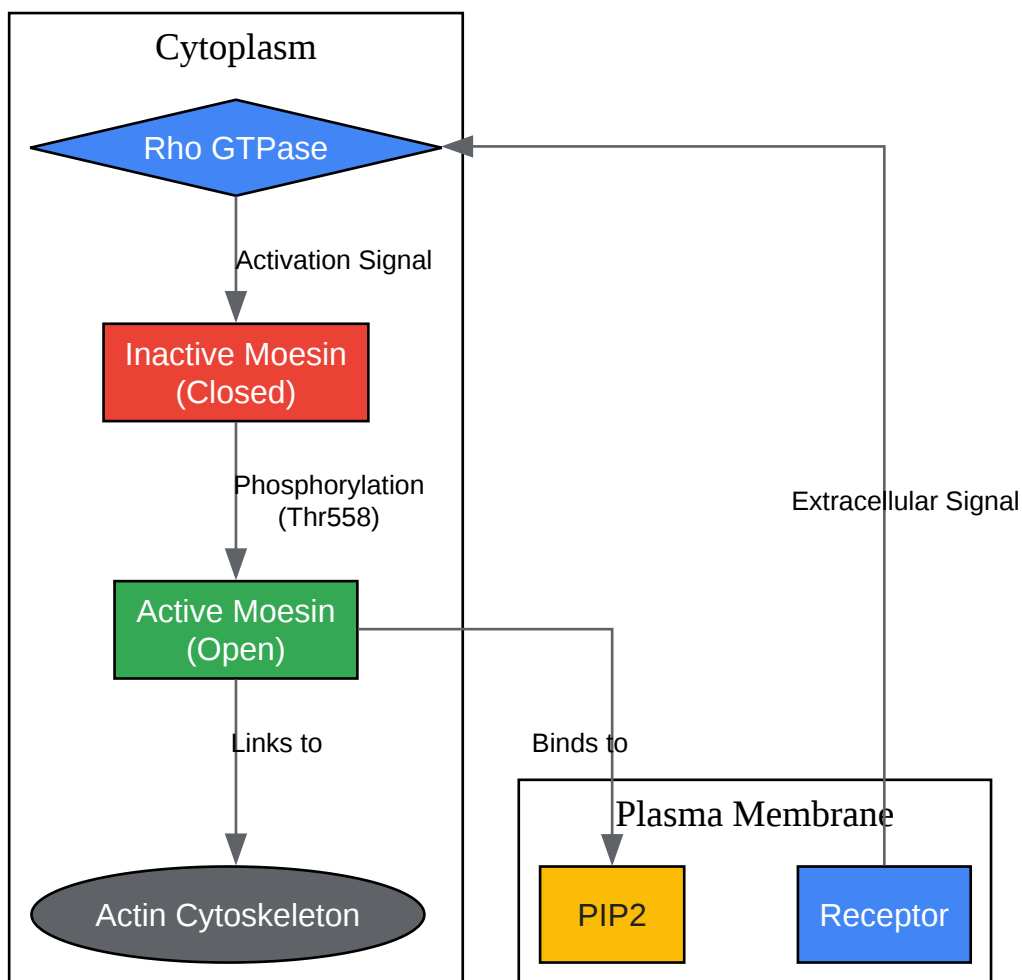 Cytoplasm
Rho GTPase
Activation Signal
Inactive Moesin
(Closed)
Phosphorylation
(Thr558)
Extracellular Signal
Active Moesin
(Open)
Links to
Binds to
Plasma Membrane
Actin Cytoskeleton
PIP2
Receptor